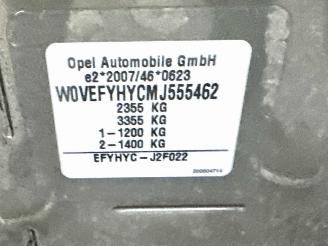 Opel Automobile GmbH
e2*2007/46*0623
W0VEFYHYCMJ555462
2355 KG
3355 KG
1-1200 KG
2-1400 KG
EFYHYC-J2F022